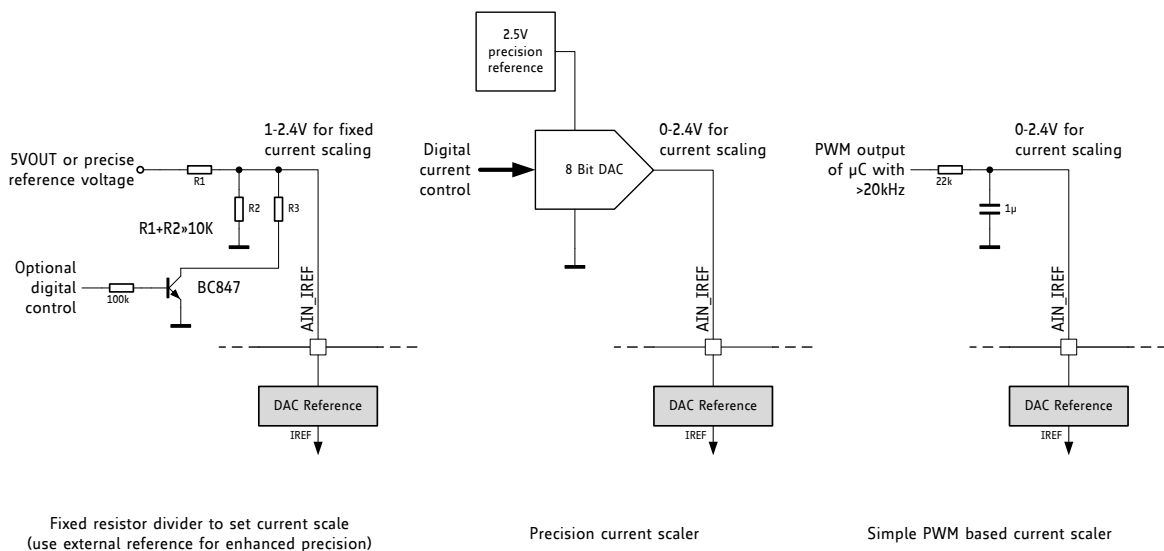 2.5V
precision
reference
1-2.4V for fixed
current scaling
5VOUT or precise
reference voltage
R1
R2
R3
R1+R2»10K
Optional
digital
control
100k
BC847
AIN_IREF
DAC Reference
IREF
Fixed resistor divider to set current scale
(use external reference for enhanced precision)
Digital
current
control
8 Bit DAC
0-2.4V for
current scaling
AIN_IREF
DAC Reference
IREF
Precision current scaler
PWM output
of µC with
>20kHz
22k
1µ
0-2.4V for
current scaling
AIN_IREF
DAC Reference
IREF
Simple PWM based current scaler